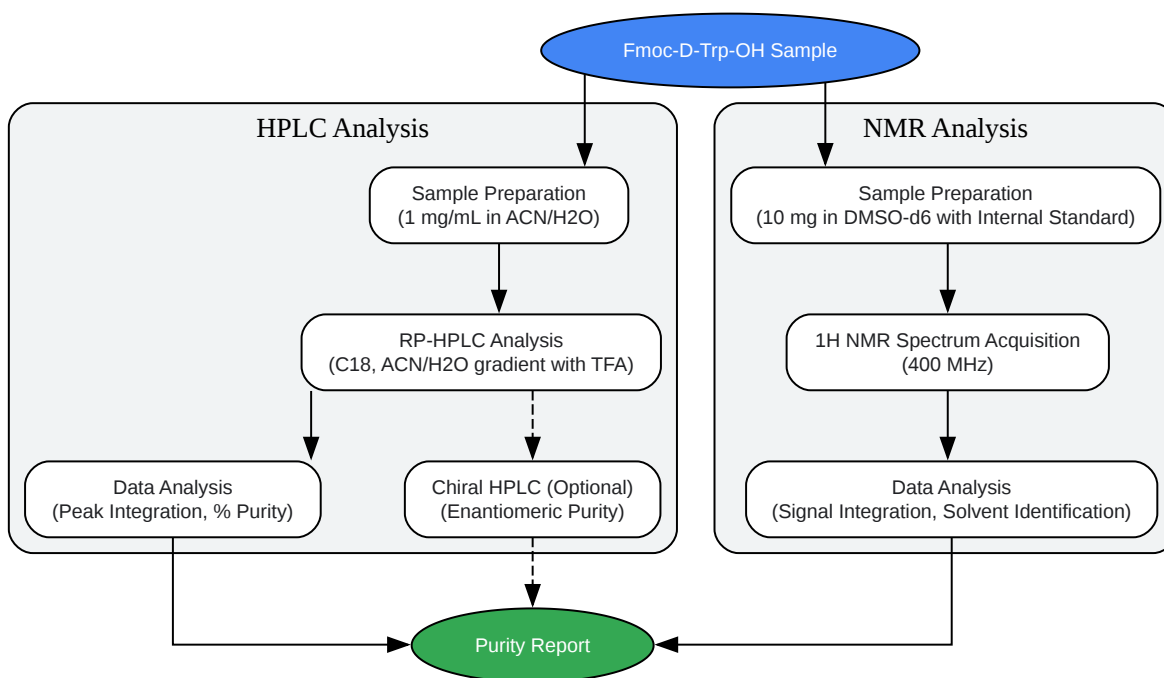 Fmoc-D-Trp-OH Sample
HPLC Analysis
NMR Analysis
Sample Preparation
(1 mg/mL in ACN/H2O)
Sample Preparation
(10 mg in DMSO-d6 with Internal Standard)
RP-HPLC Analysis
(C18, ACN/H2O gradient with TFA)
1H NMR Spectrum Acquisition
(400 MHz)
Data Analysis
(Peak Integration, % Purity)
Chiral HPLC (Optional)
(Enantiomeric Purity)
Data Analysis
(Signal Integration, Solvent Identification)
Purity Report